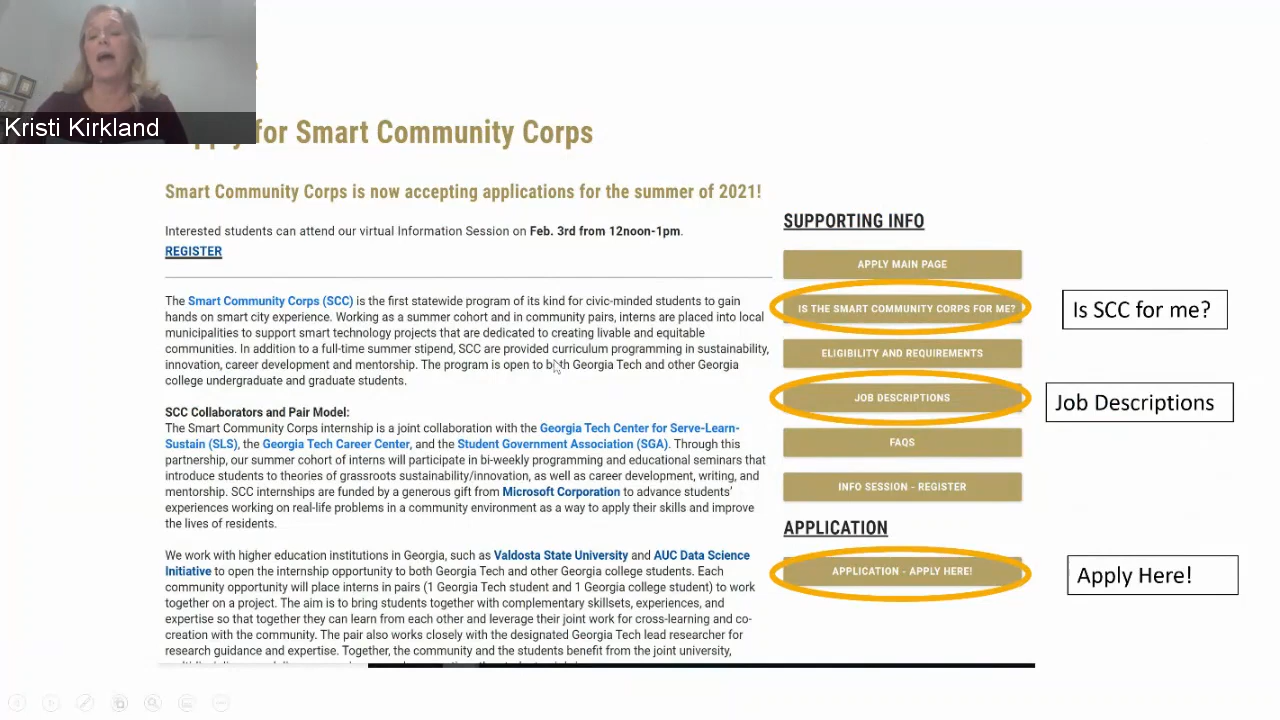 Kristi Kirkland
for Smart Community Corps
Smart Community Corps is now accepting applications for the summer of 2021!
Interested students can attend our virtual Information Session on Feb. 3rd from 12noon-1pm.
REGISTER
The Smart Community Corps (SCC) is the first statewide program of its kind for civic-minded students to gain
hands on smart city experience. Working as a summer cohort and in community pairs, interns are placed into local
municipalities to support smart technology projects that are dedicated to creating livable and equitable
communities. In addition to a full-time summer stipend, SCC are provided curriculum programming in sustainability,
innovation, career development and mentorship. The program is open to both Georgia Tech and other Georgia
college undergraduate and graduate students.
SCC Collaborators and Pair Model:
The Smart Community Corps internship is a joint collaboration with the Georgia Tech Center for Serve-Learn-
Sustain (SLS), the Georgia Tech Career Center, and the Student Government Association (SGA). Through this
partnership, our summer cohort of interns will participate in bi-weekly programming and educational seminars that
introduce students to theories of grassroots sustainability/innovation, as well as career development, writing, and
mentorship. SCC internships are funded by a generous gift from Microsoft Corporation to advance students'
experiences working on real-life problems in a community environment as a way to apply their skills and improve
the lives of residents.
We work with higher education institutions in Georgia, such as Valdosta State University and AUC Data Science
Initiative to open the internship opportunity to both Georgia Tech and other Georgia college students. Each
community opportunity will place interns in pairs (1 Georgia Tech student and 1 Georgia college student) to work
together on a project. The aim is to bring students together with complementary skillsets, experiences, and
expertise so that together they can learn from each other and leverage their joint work for cross-learning and co-
creation with the community. The pair also works closely with the designated Georgia Tech lead researcher for
research guidance and expertise. Together, the community and the students benefit from the joint university,
SUPPORTING INFO
APPLY MAIN PAGE
IS THE SMART COMMUNITY CORPS FOR ME?
ELIGIBILITY AND REQUIREMENTS
JOB DESCRIPTIONS
FAQS
INFO SESSION - REGISTER
APPLICATION
APPLICATION - APPLY HERE!
Is SCC for me?
Job Descriptions
Apply Here!